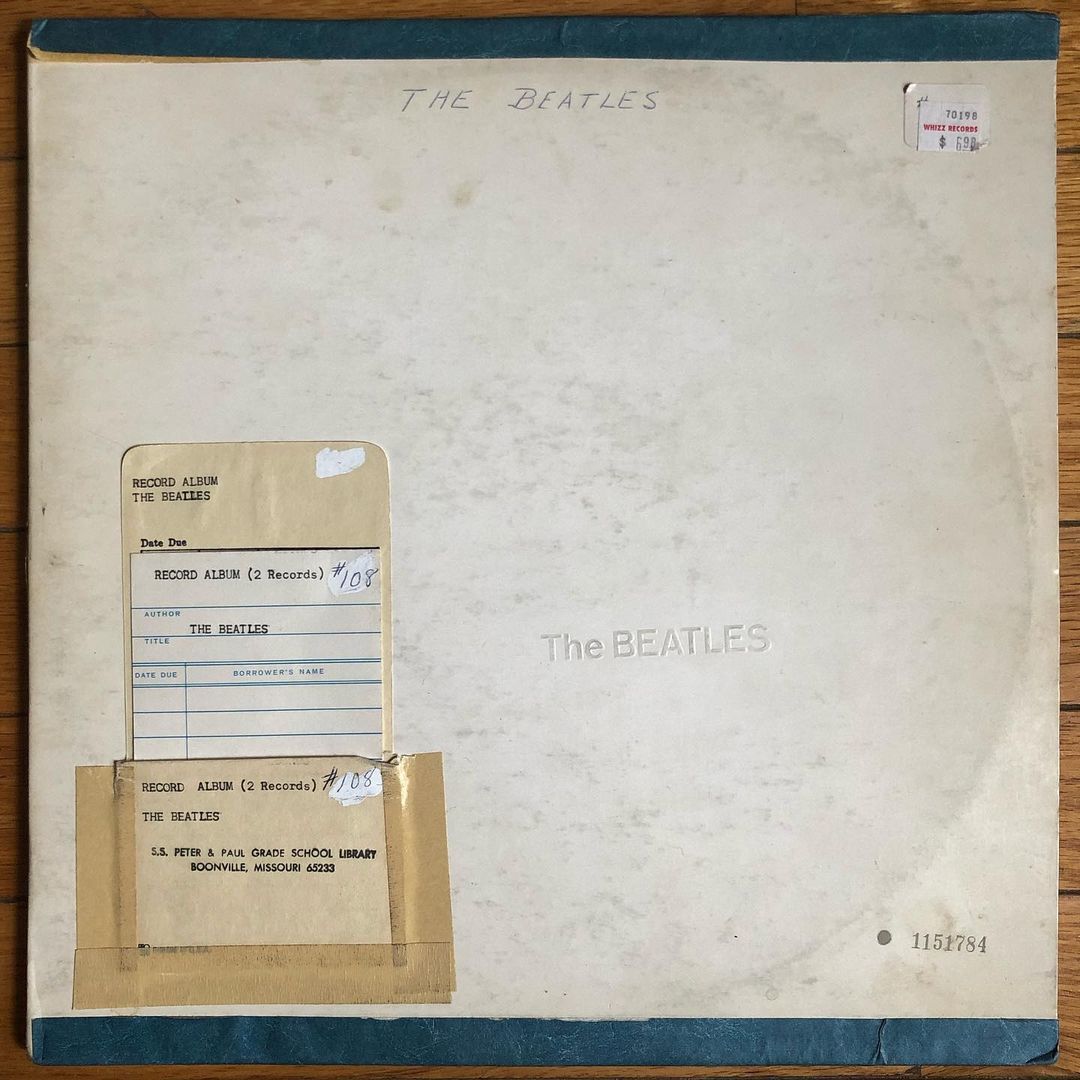 THE BEATLES
#
70198
WHIZZ RECORDS
$ 698
RECORD ALBUM
THE BEATLES
Date Due
RECORD ALBUM (2 Records) #108
AUTHOR
THE BEATLES
TITLE
DATE DUE BORROWER'S NAME
The BEATLES
RECORD ALBUM (2 Records) #108
THE BEATLES
S.S. PETER & PAUL GRADE SCHOOL LIBRARY
BOONVILLE, MISSOURI 65233
1151784